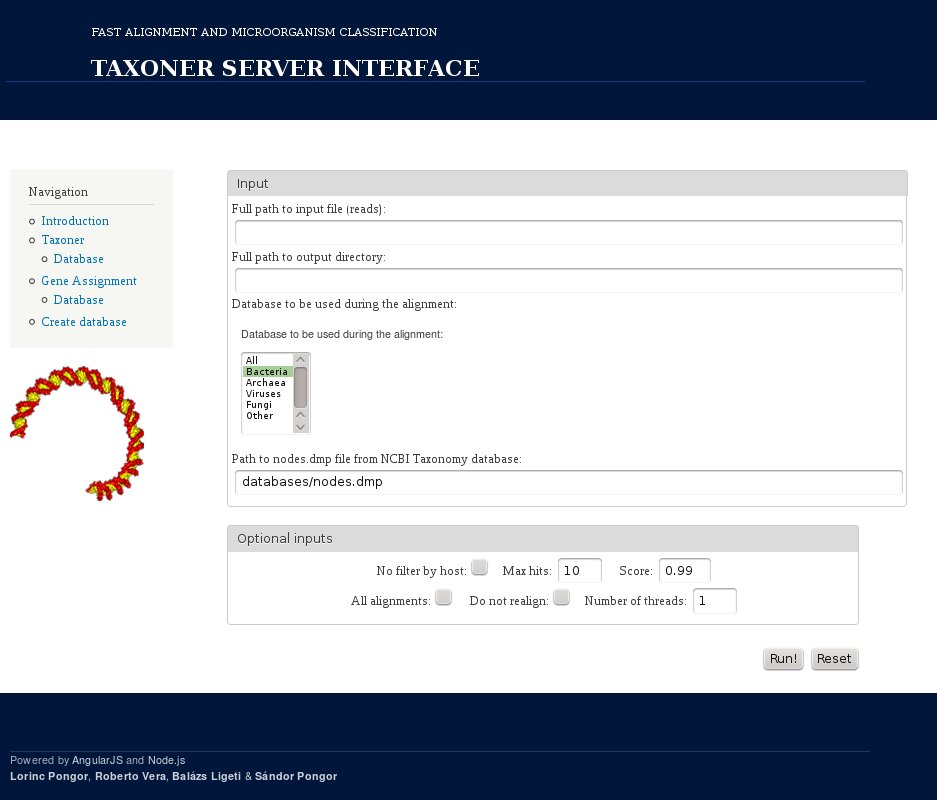 FAST ALIGNMENT AND MICROORGANISM CLASSIFICATION
TAXONER SERVER INTERFACE
Navigation
Introduction
Taxoner
Database
Gene Assignment
Database
Create database
Input
Full path to input file (reads):
Full path to output directory:
Database to be used during the alignment:
Database to be used during the alignment:
All
Bacteria
Archaea
Viruses
Fungi
Other
Path to nodes.dmp file from NCBI Taxonomy database:
databases/nodes.dmp
Optional inputs
No filter by host: Max hits: 10 Score: 0.99
All alignments: Do not realign: Number of threads: 1
Run! Reset
Powered by AngularJS and Node.js
Lorinc Pongor, Roberto Vera, Balázs Ligeti & Sándor Pongor